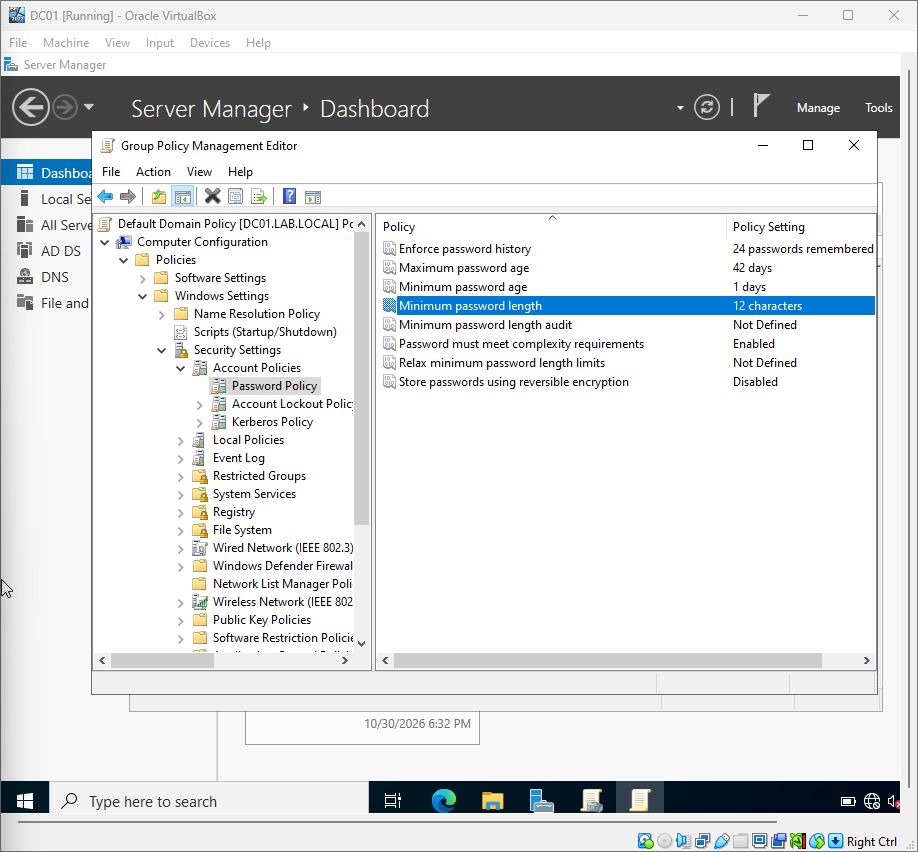 DC01 [Running] - Oracle VirtualBox
File Machine View Input Devices Help
Server Manager
Server Manager ‣ Dashboard
Manage Tools
Group Policy Management Editor
File Action View Help
Dashboa
Local Se
All Serve
AD DS
DNS
File and
Default Domain Policy [DC01.LAB.LOCAL] Pc
Computer Configuration
Policies
Software Settings
Windows Settings
Name Resolution Policy
Scripts (Startup/Shutdown)
Security Settings
Account Policies
Password Policy
Account Lockout Policy
Kerberos Policy
Local Policies
Event Log
Restricted Groups
System Services
Registry
File System
Wired Network (IEEE 802.3)
Windows Defender Firewal
Network List Manager Poli
Wireless Network (IEEE 802
Public Key Policies
Software Restriction Policie
Policy Policy Setting
Enforce password history 24 passwords remembered
Maximum password age 42 days
Minimum password age 1 days
Minimum password length 12 characters
Minimum password length audit Not Defined
Password must meet complexity requirements Enabled
Relax minimum password length limits Not Defined
Store passwords using reversible encryption Disabled
10/30/2026 6:32 PM
Type here to search
Right Ctrl